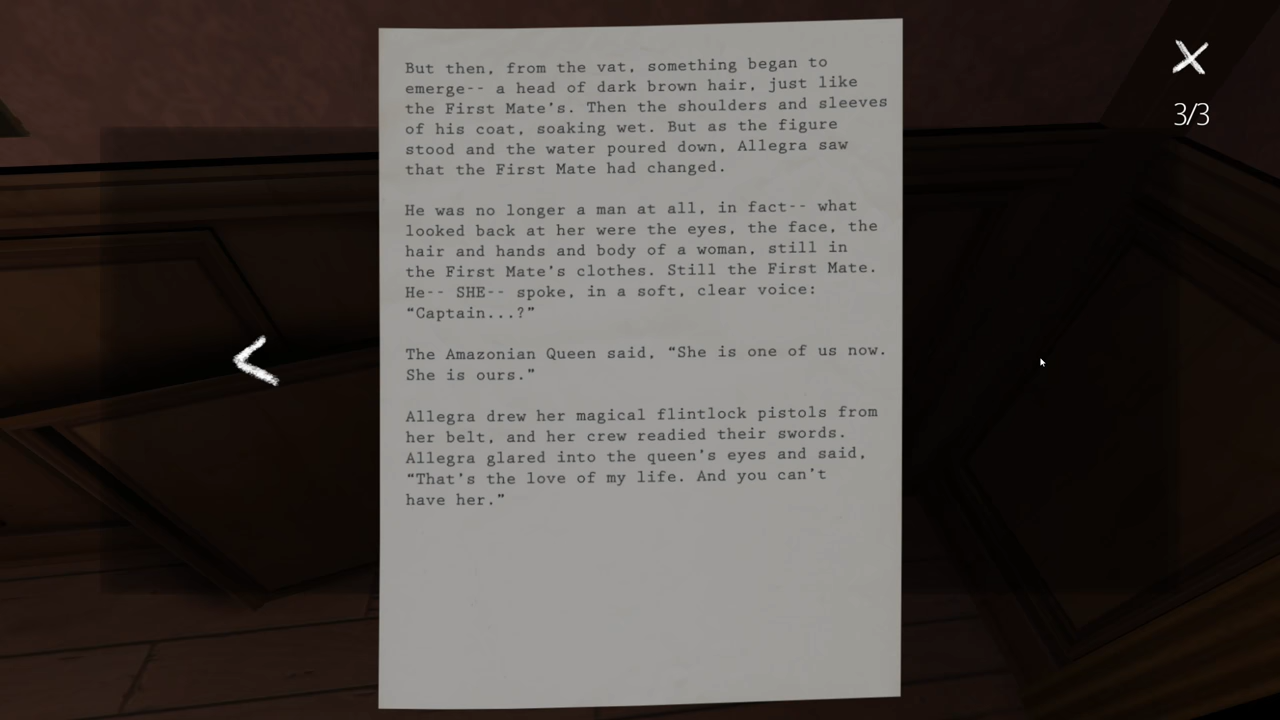 But then, from the vat, something began to
emerge-- a head of dark brown hair, just like
the First Mate's. Then the shoulders and sleeves
of his coat, soaking wet. But as the figure
stood and the water poured down, Allegra saw
that the First Mate had changed.
He was no longer a man at all, in fact-- what
looked back at her were the eyes, the face, the
hair and hands and body of a woman, still in
the First Mate's clothes. Still the First Mate.
He-- SHE-- spoke, in a soft, clear voice:
“Captain...?”
The Amazonian Queen said, “She is one of us now.
She is ours.”
Allegra drew her magical flintlock pistols from
her belt, and her crew readied their swords.
Allegra glared into the queen's eyes and said,
“That's the love of my life. And you can't
have her.”
3/3